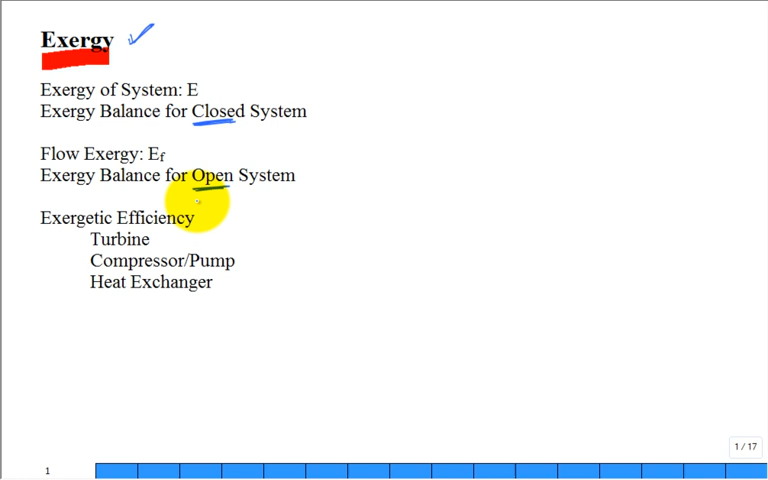 Exergy
Exergy of System: E
Exergy Balance for Closed System
Flow Exergy: Ef
Exergy Balance for Open System
Exergetic Efficiency
Turbine
Compressor/Pump
Heat Exchanger
1 / 17
1